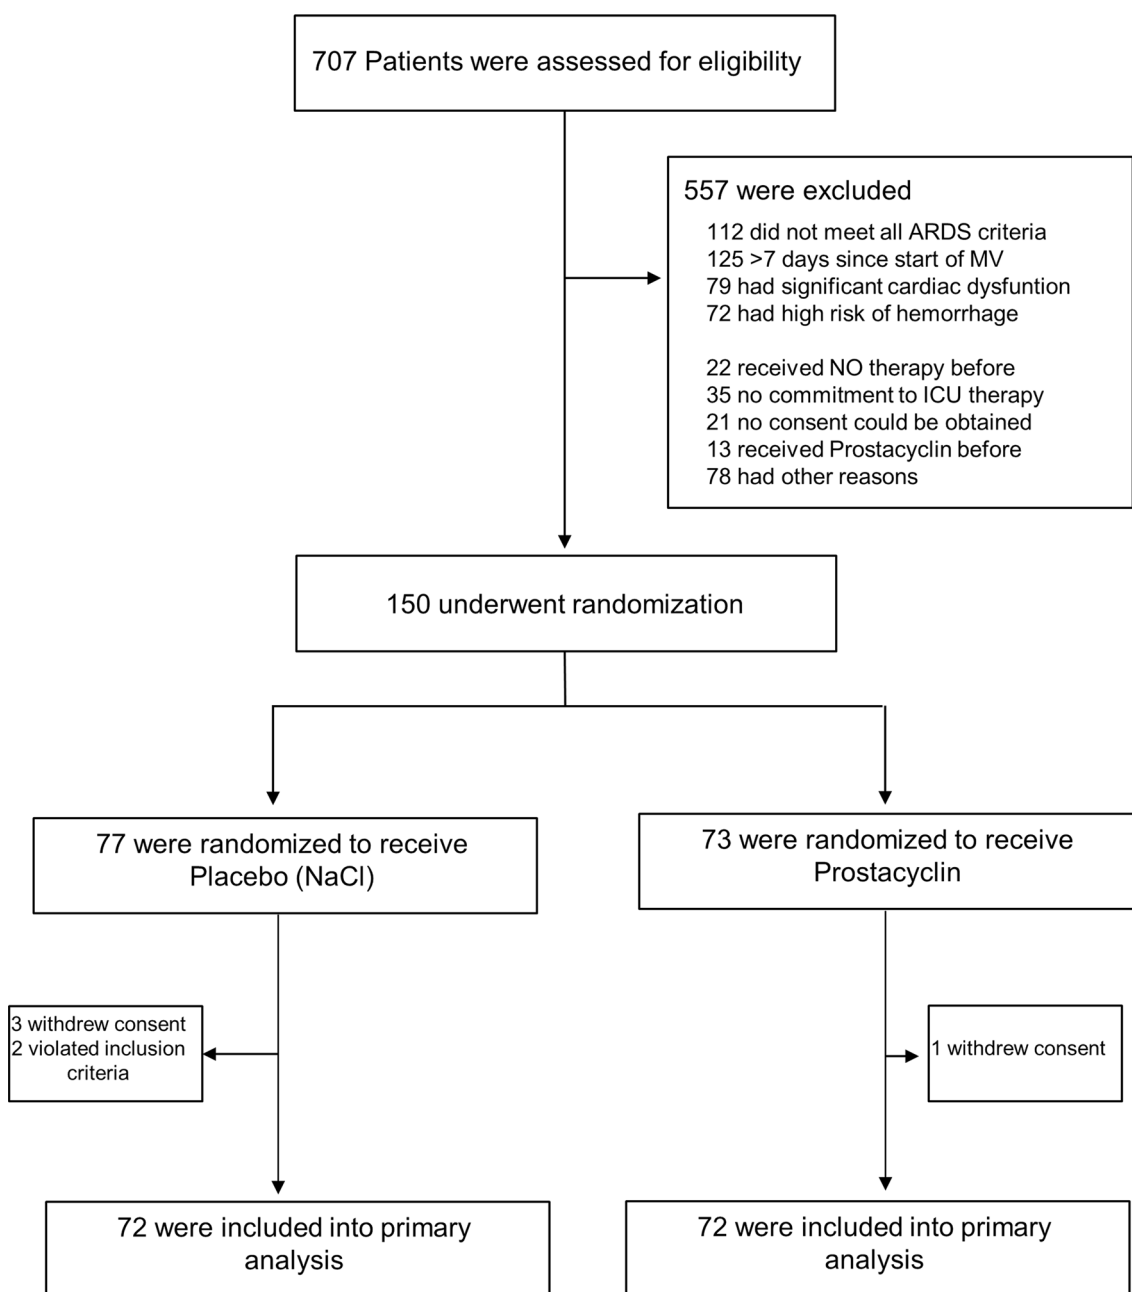 707 Patients were assessed for eligibility
557 were excluded
112 did not meet all ARDS criteria
125 >7 days since start of MV
79 had significant cardiac dysfuntion
72 had high risk of hemorrhage
22 received NO therapy before
35 no commitment to ICU therapy
21 no consent could be obtained
13 received Prostacyclin before
78 had other reasons
150 underwent randomization
77 were randomized to receive
Placebo (NaCl)
73 were randomized to receive
Prostacyclin
3 withdrew consent
2 violated inclusion
criteria
1 withdrew consent
72 were included into primary
analysis
72 were included into primary
analysis